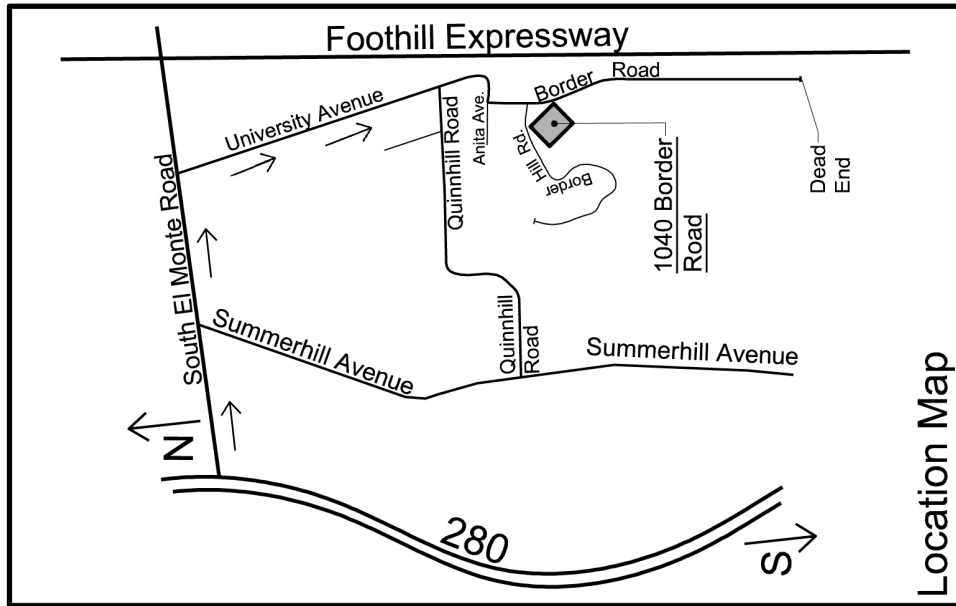 Foothill Expressway
Border Road
University Avenue
Anita Ave.
Quinnhill Road
Hill Rd.
Border
Dead
End
1040 Border
Road
South El Monte Road
Summerhill Avenue
Quinnhill
Road
Summerhill Avenue
N
280
S
Location Map